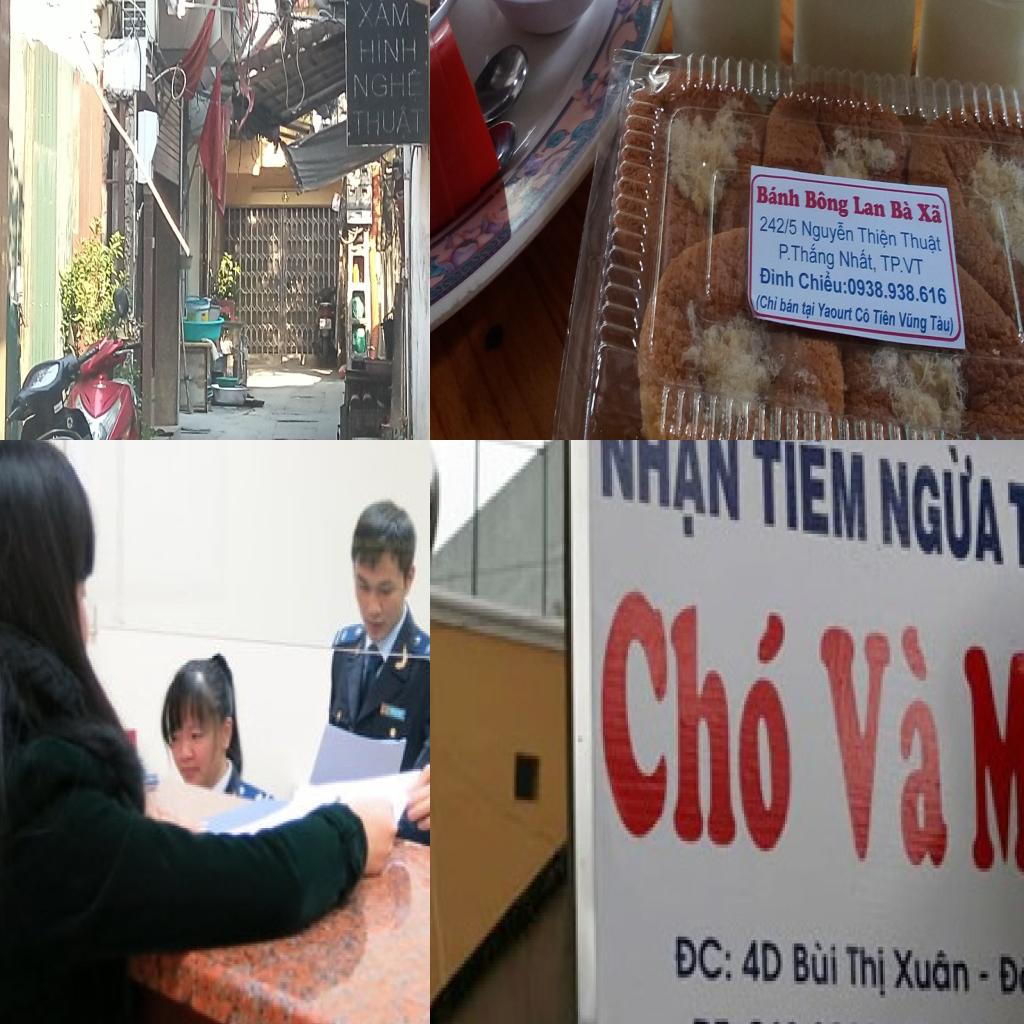 XĂM
HÌNH
NGHỆ
THUẬT
Bánh Bông Lan Bà Xã
242/5 Nguyễn Thiện Thuật
P.Thắng Nhất, TP.VT
Đình Chiểu:0938.938.616
(Chỉ bán tại Yaourt Cô Tiên Vũng Tàu)
NHẬN TIÊM NGỪA
Chó Và
ĐC: 4D Bùi Thị Xuân -